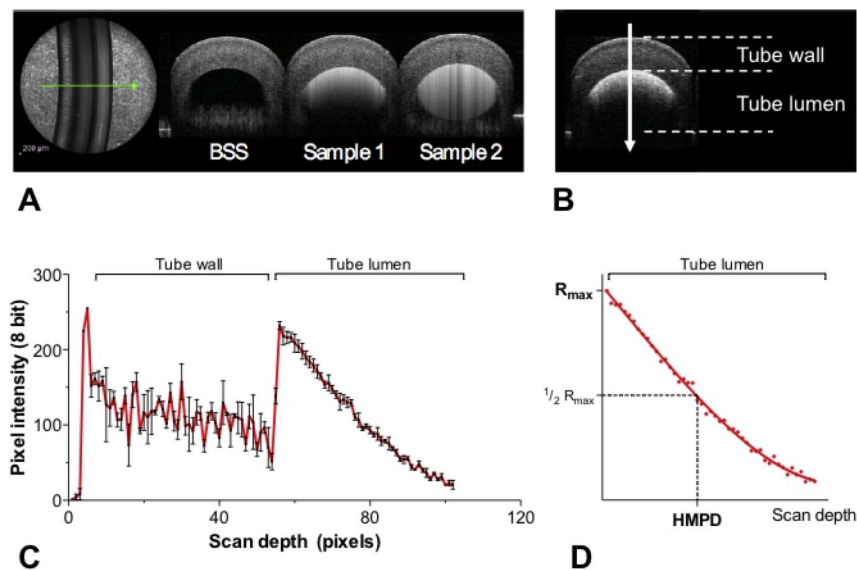 200 µm
BSS
Sample 1
Sample 2
Tube wall
Tube lumen
A
B
Tube wall
Tube lumen
300
200
100
0
0
40
80
120
Pixel intensity (8 bit)
Scan depth (pixels)
C
Tube lumen
Rmax
1/2 Rmax
HMPD
Scan depth
D